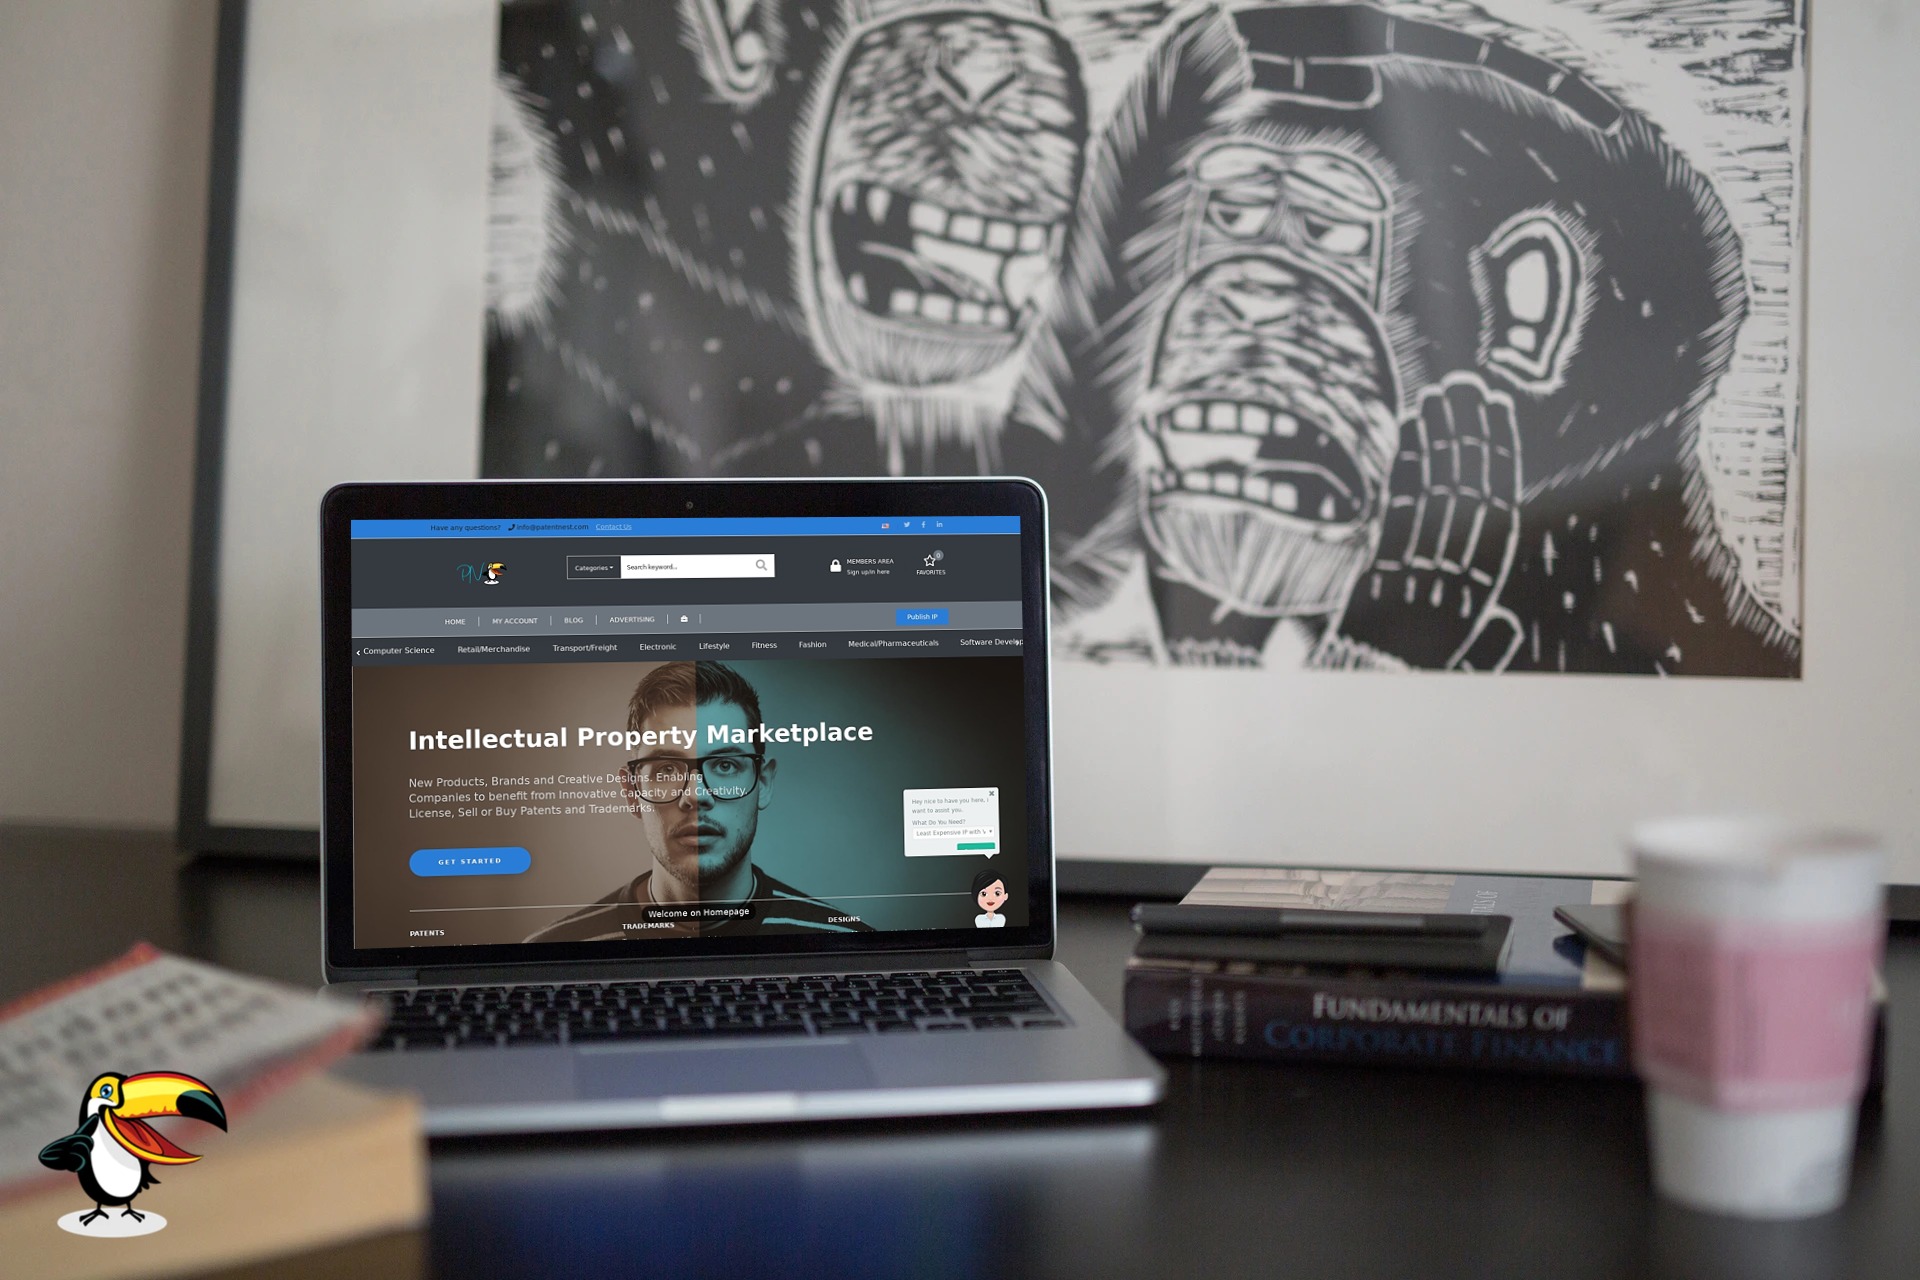 Have any questions? info@patentnest.com Contact Us
PN
Categories
Search keyword...
MEMBERS AREA
Sign up/in here
0
FAVORITES
HOME
MY ACCOUNT
BLOG
ADVERTISING
Publish IP
Computer Science
Retail/Merchandise
Transport/Freight
Electronic
Lifestyle
Fitness
Fashion
Medical/Pharmaceuticals
Software Develop
Intellectual Property Marketplace
New Products, Brands and Creative Designs. Enabling
Companies to benefit from Innovative Capacity and Creativity.
License, Sell or Buy Patents and Trademarks.
GET STARTED
Hey nice to have you here, i
want to assist you.
What Do You Need?
Least Expensive IP with
Welcome on Homepage
PATENTS
TRADEMARKS
DESIGNS
FUNDAMENTALS OF
CORPORATE FINANCE